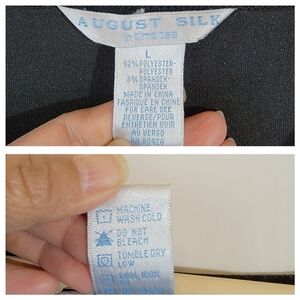 AUGUST SILK
intimates
L
92% POLYESTER-
POLYESTER
8% SPANDEX-
SPANDEX
MADE IN CHINA
FABRIQUE EN CHINE
FOR CARE SEE
REVERSE/POUR
ENTRETIEN VOIR
AU VERSO
RN 83420
MACHINE
WASH COLD
DO NOT
BLEACH
TUMBLE DRY
LOW
COOL IRON